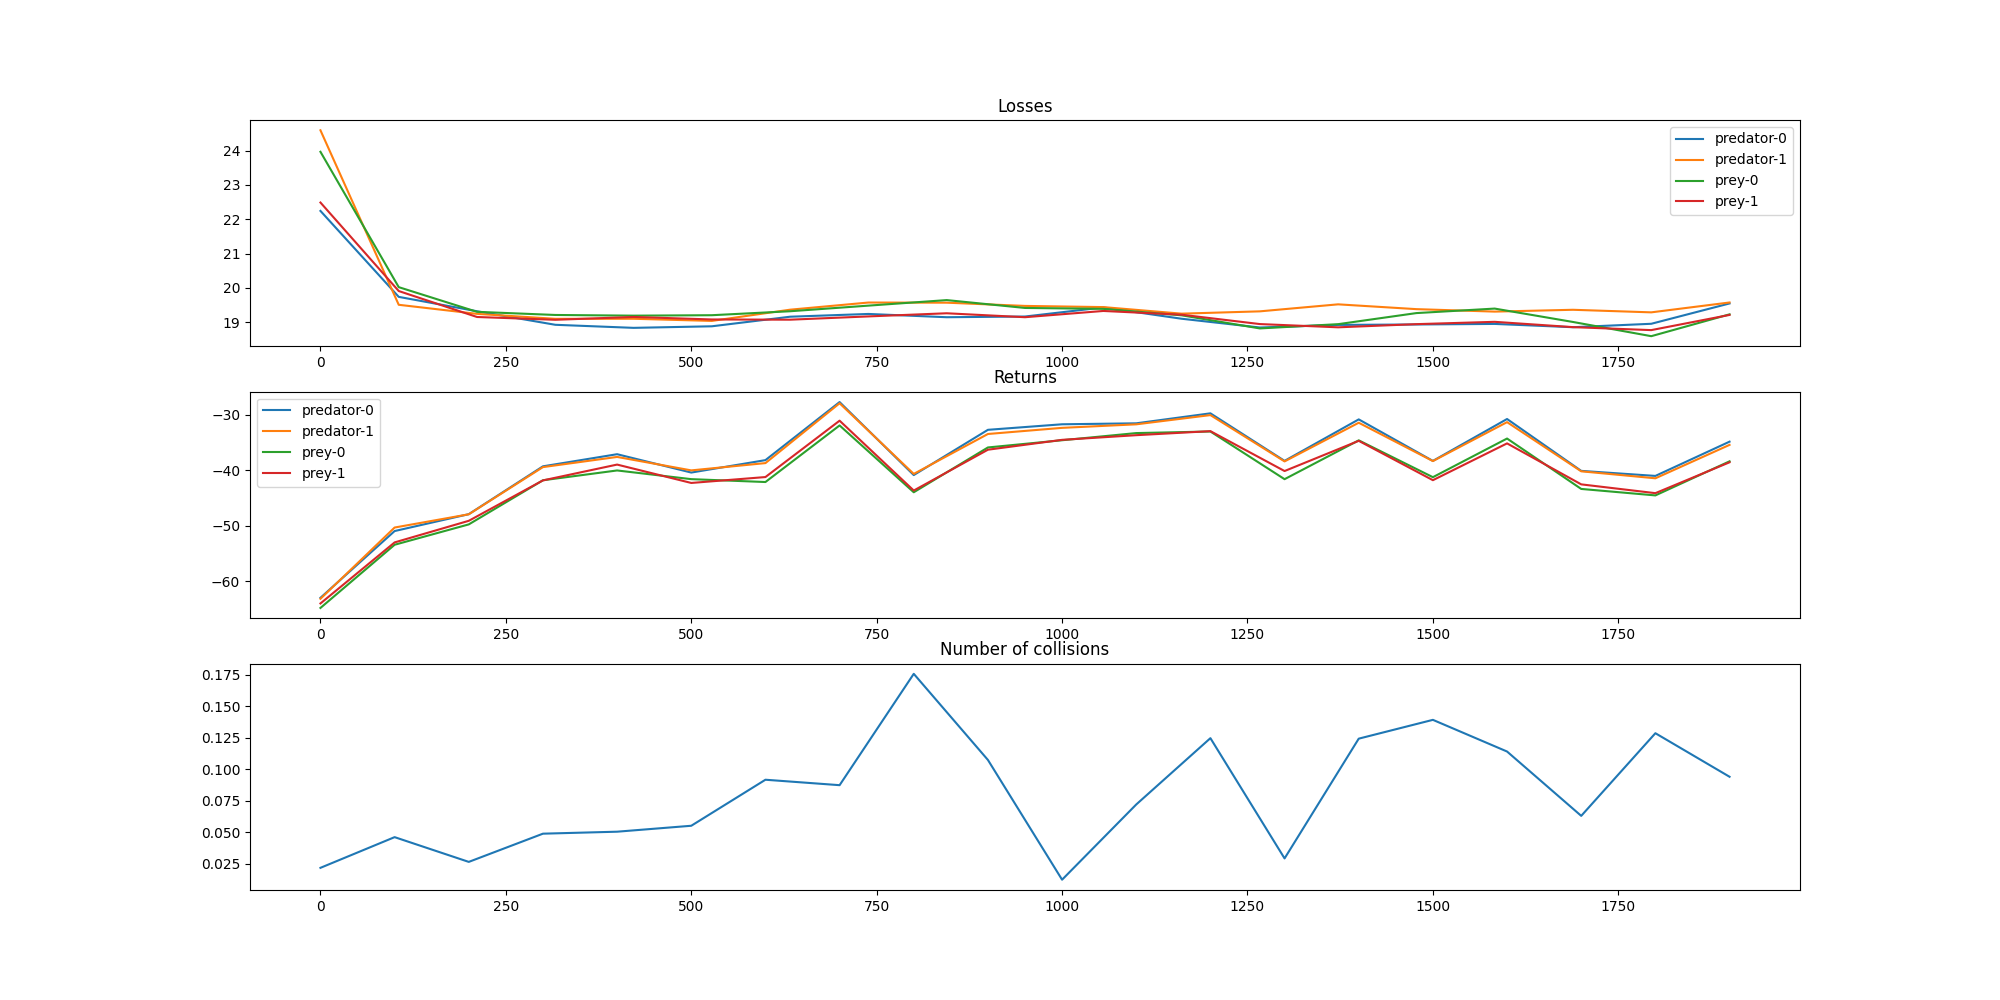 Losses
24
23
22
21
20
19
predator-0
predator-1
prey-0
prey-1
0 250 500 750 1000 1250 1500 1750
Returns
−30
−40
−50
−60
predator-0
predator-1
prey-0
prey-1
0 250 500 750 1000 1250 1500 1750
Number of collisions
0.175
0.150
0.125
0.100
0.075
0.050
0.025
0 250 500 750 1000 1250 1500 1750